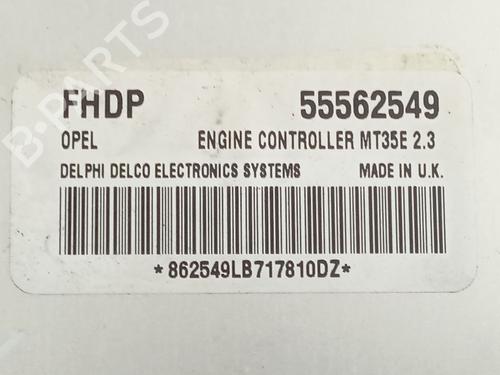 B-PARTS
FHDP 55562549
OPEL ENGINE CONTROLLER MT35E 2.3
DELPHI DELCO ELECTRONICS SYSTEMS MADE IN U.K.
*862549LB717810DZ*